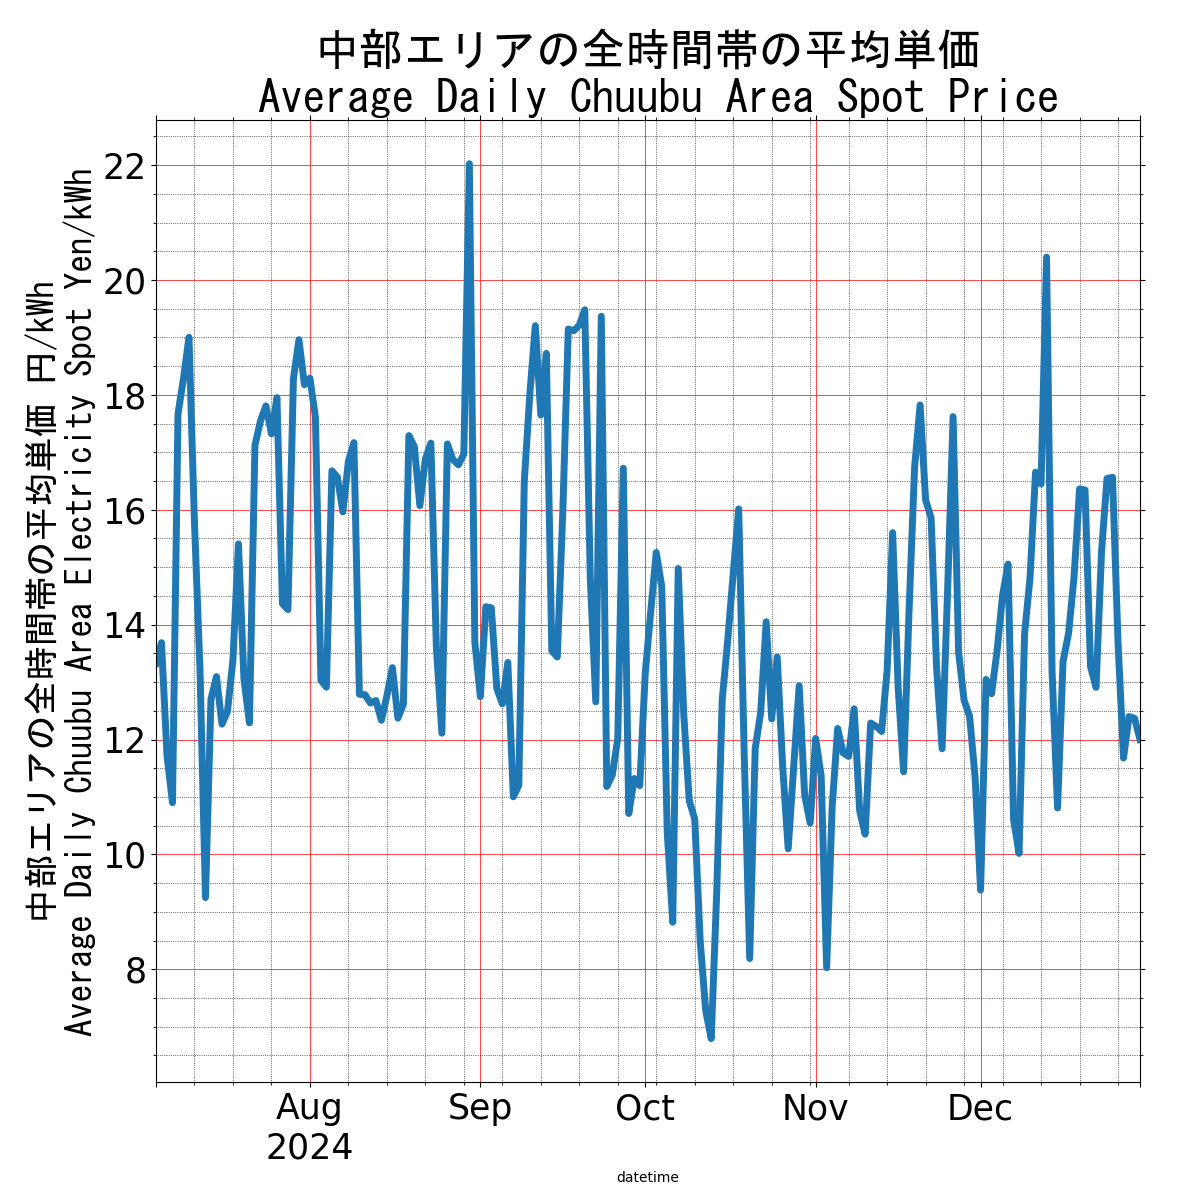 中部エリアの全時間帯の平均単価
Average Daily Chuubu Area Spot Price
中部エリアの全時間帯の平均単価 円/kWh
Average Daily Chuubu Area Electricity Spot Yen/kWh
22
20
18
16
14
12
10
8
Aug
2024
Sep
Oct
Nov
Dec
datetime